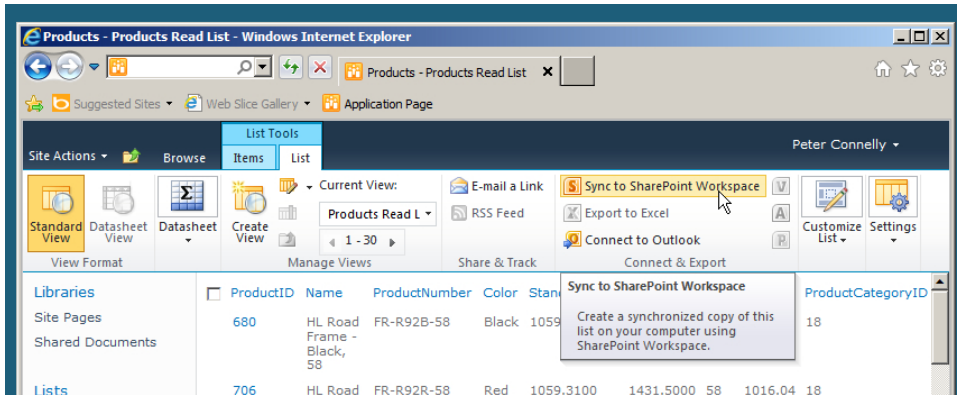 Products - Products Read List - Windows Internet Explorer
Products - Products Read List
Suggested Sites
Web Slice Gallery
Application Page
List Tools
Peter Connelly
Site Actions
Browse
Items
List
Standard View
Datasheet View
Datasheet
Create View
Current View:
Products Read L
1 - 30
E-mail a Link
RSS Feed
Sync to SharePoint Workspace
Export to Excel
Connect to Outlook
Customize List
Settings
View Format
Manage Views
Share & Track
Connect & Export
Sync to SharePoint Workspace
Create a synchronized copy of this
list on your computer using
SharePoint Workspace.
Libraries
Site Pages
Shared Documents
Lists
ProductID Name ProductNumber Color Stan ProductCategoryID
680 HL Road FR-R92B-58 Black 1059 18
Frame -
Black,
58
706 HL Road FR-R92R-58 Red 1059.3100 1431.5000 58 1016.04 18